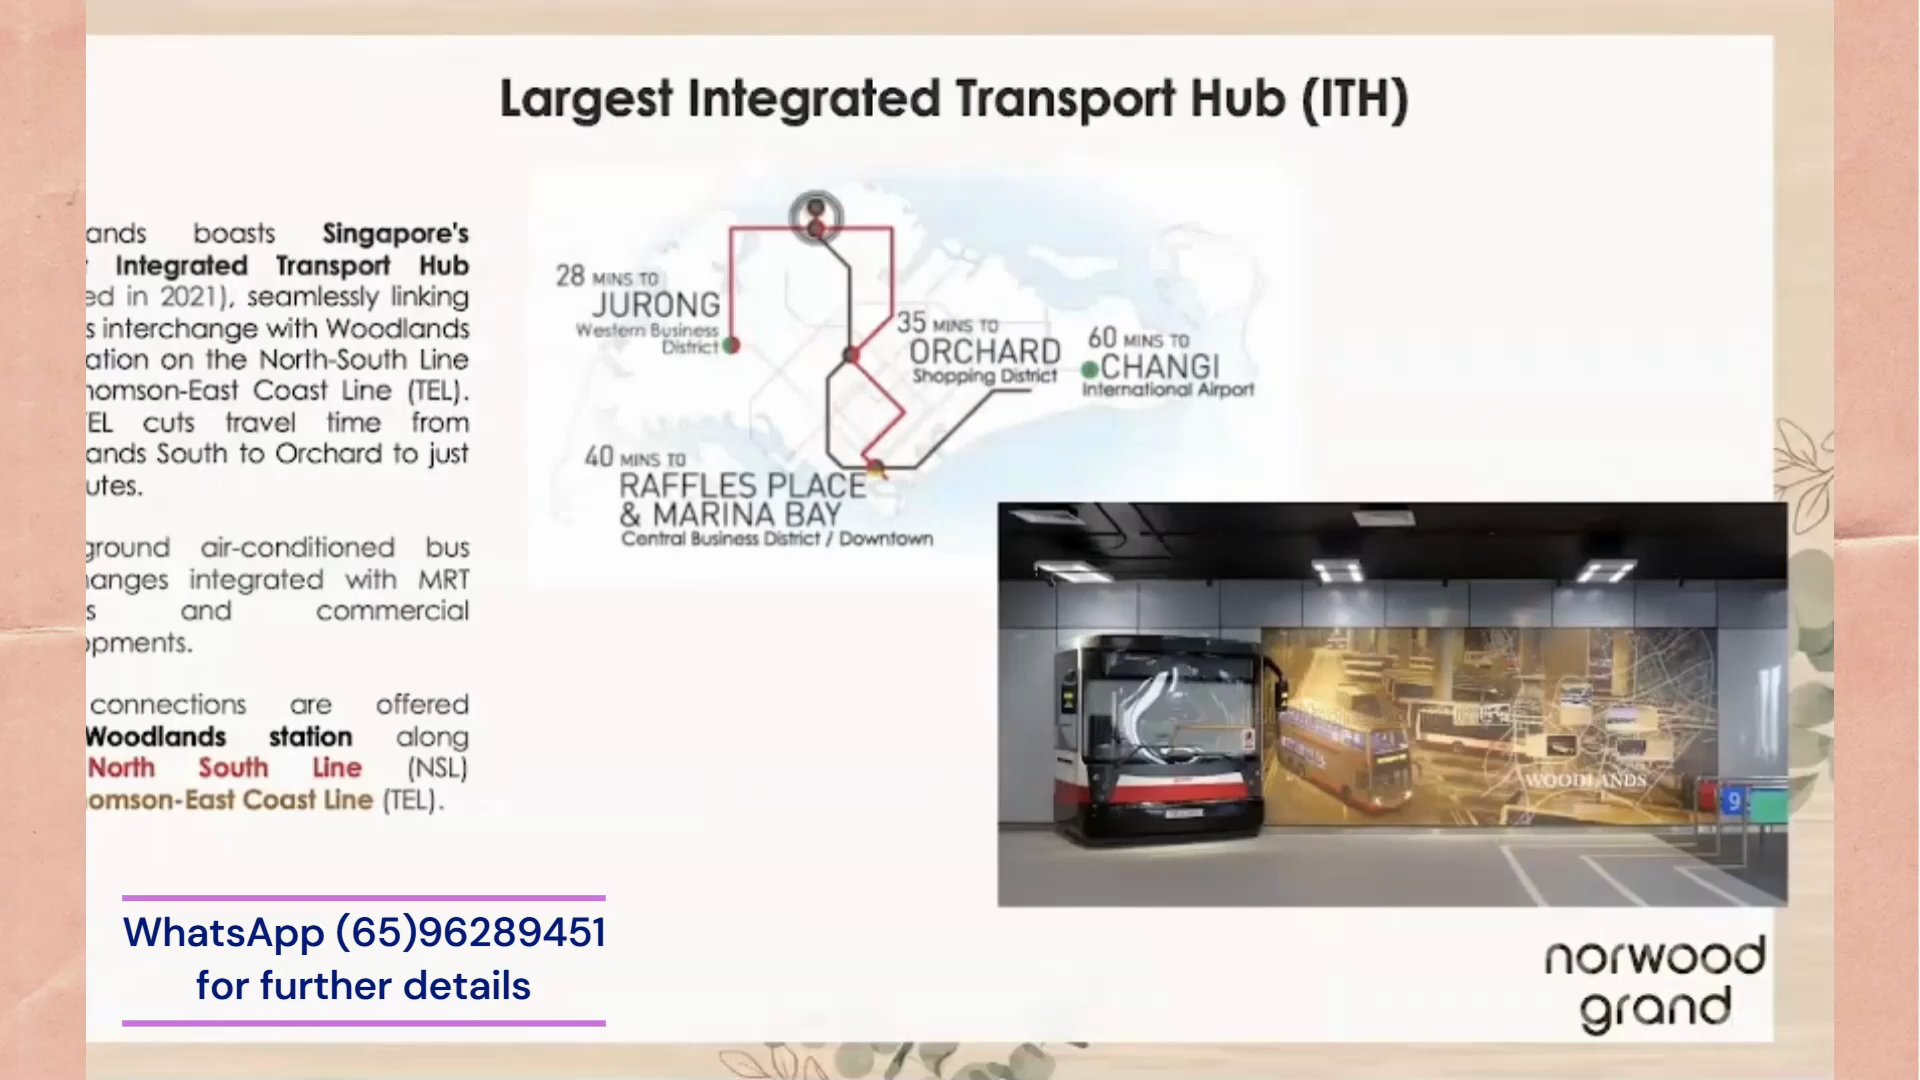 Largest Integrated Transport Hub (ITH)
ands boasts Singapore's
Integrated Transport Hub
ed in 2021), seamlessly linking
s interchange with Woodlands
ation on the North-South Line
homson-East Coast Line (TEL).
EL cuts travel time from
ands South to Orchard to just
utes.
ground air-conditioned bus
hanges integrated with MRT
s and commercial
opments.
connections are offered
Woodlands station along
North South Line (NSL)
omson-East Coast Line (TEL).
28 MINS TO
JURONG
Western Business
District
35 MINS TO
ORCHARD
Shopping District
60 MINS TO
CHANGI
International Airport
40 MINS TO
RAFFLES PLACE
& MARINA BAY
Central Business District / Downtown
WOODLANDS
9
WhatsApp (65)96289451
for further details
norwood
grand